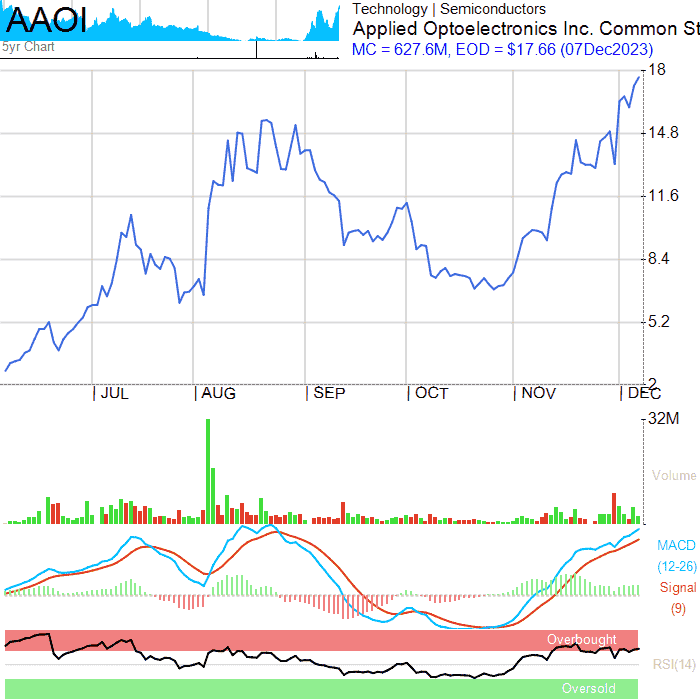 AAOI
5yr Chart
Technology | Semiconductors
Applied Optoelectronics Inc. Common St
MC = 627.6M, EOD = $17.66 (07Dec2023)
18
14.8
11.6
8.4
5.2
2
JUL
AUG
SEP
OCT
NOV
DEC
32M
Volume
MACD
(12-26)
Signal
(9)
Overbought
RSI(14)
Oversold